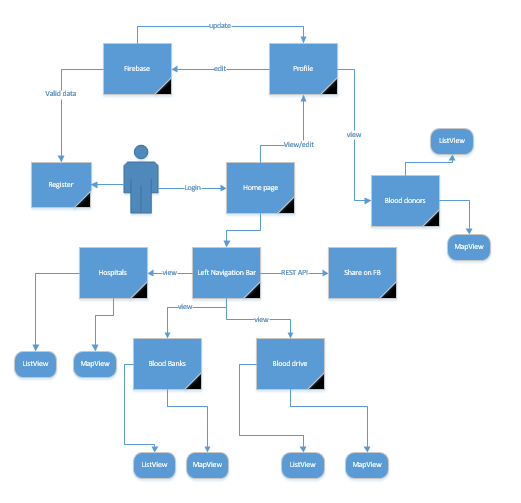 update
Firebase
edit
Profile
Valid data
view
View/edit
ListView
Register
Login
Home page
Blood donors
MapView
Hospitals
view
Left Navigation Bar
REST API
Share on FB
view
view
ListView
MapView
Blood Banks
Blood drive
ListView
MapView
ListView
MapView